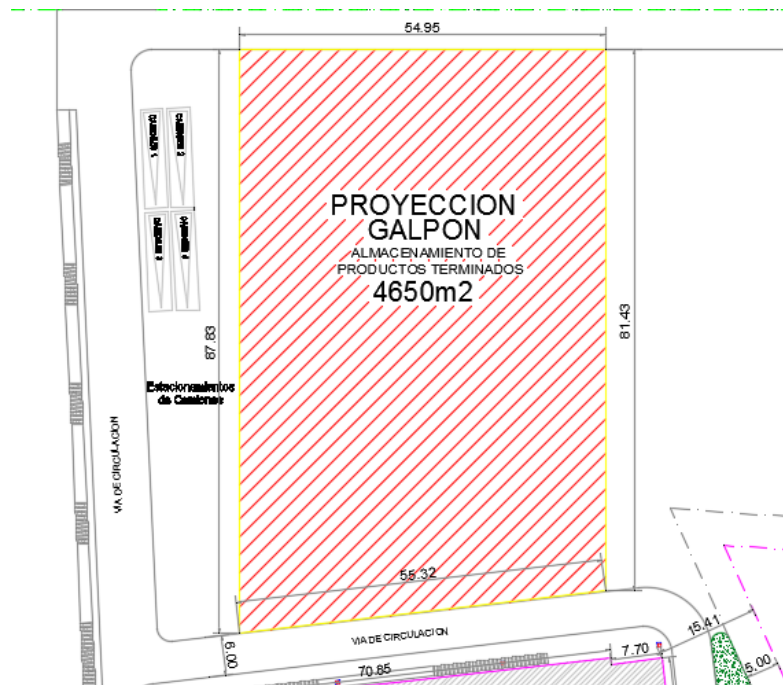 54.95
PROYECCION
GALPON
ALMACENAMIENTO DE
PRODUCTOS TERMINADOS
4650m2
87.83
81.43
Estacionamientos
de Camiones
VIA DE CIRCULACION
55.32
VIA DE CIRCULACION
6.00
70.85
7.70
15.41
5.00